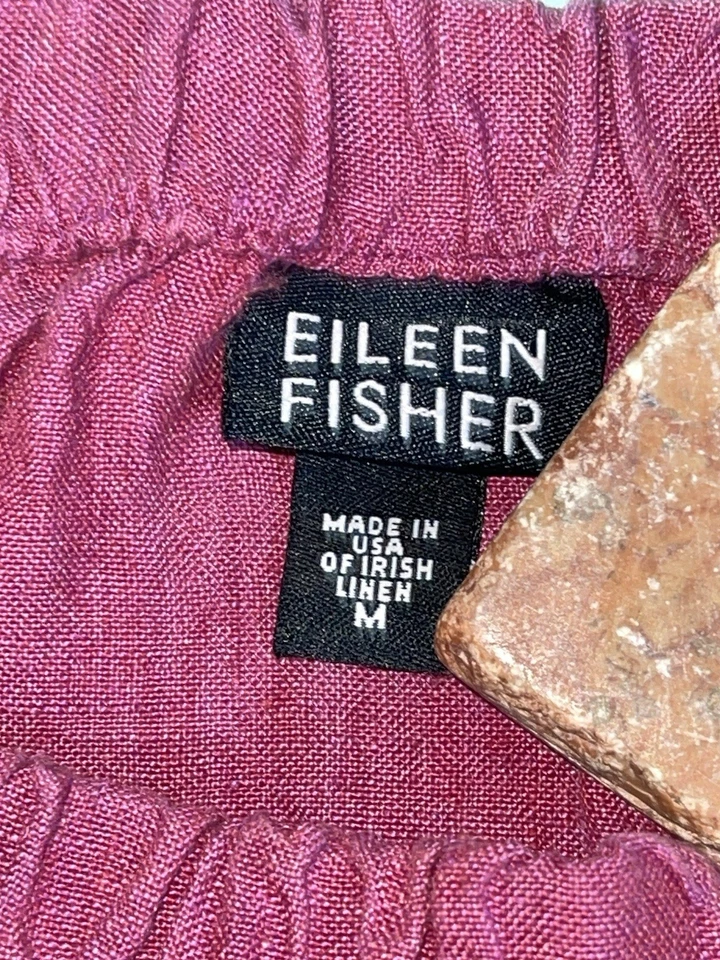 EILEEN
FISHER
MADE IN
USA
OF IRISH
LINEN
M